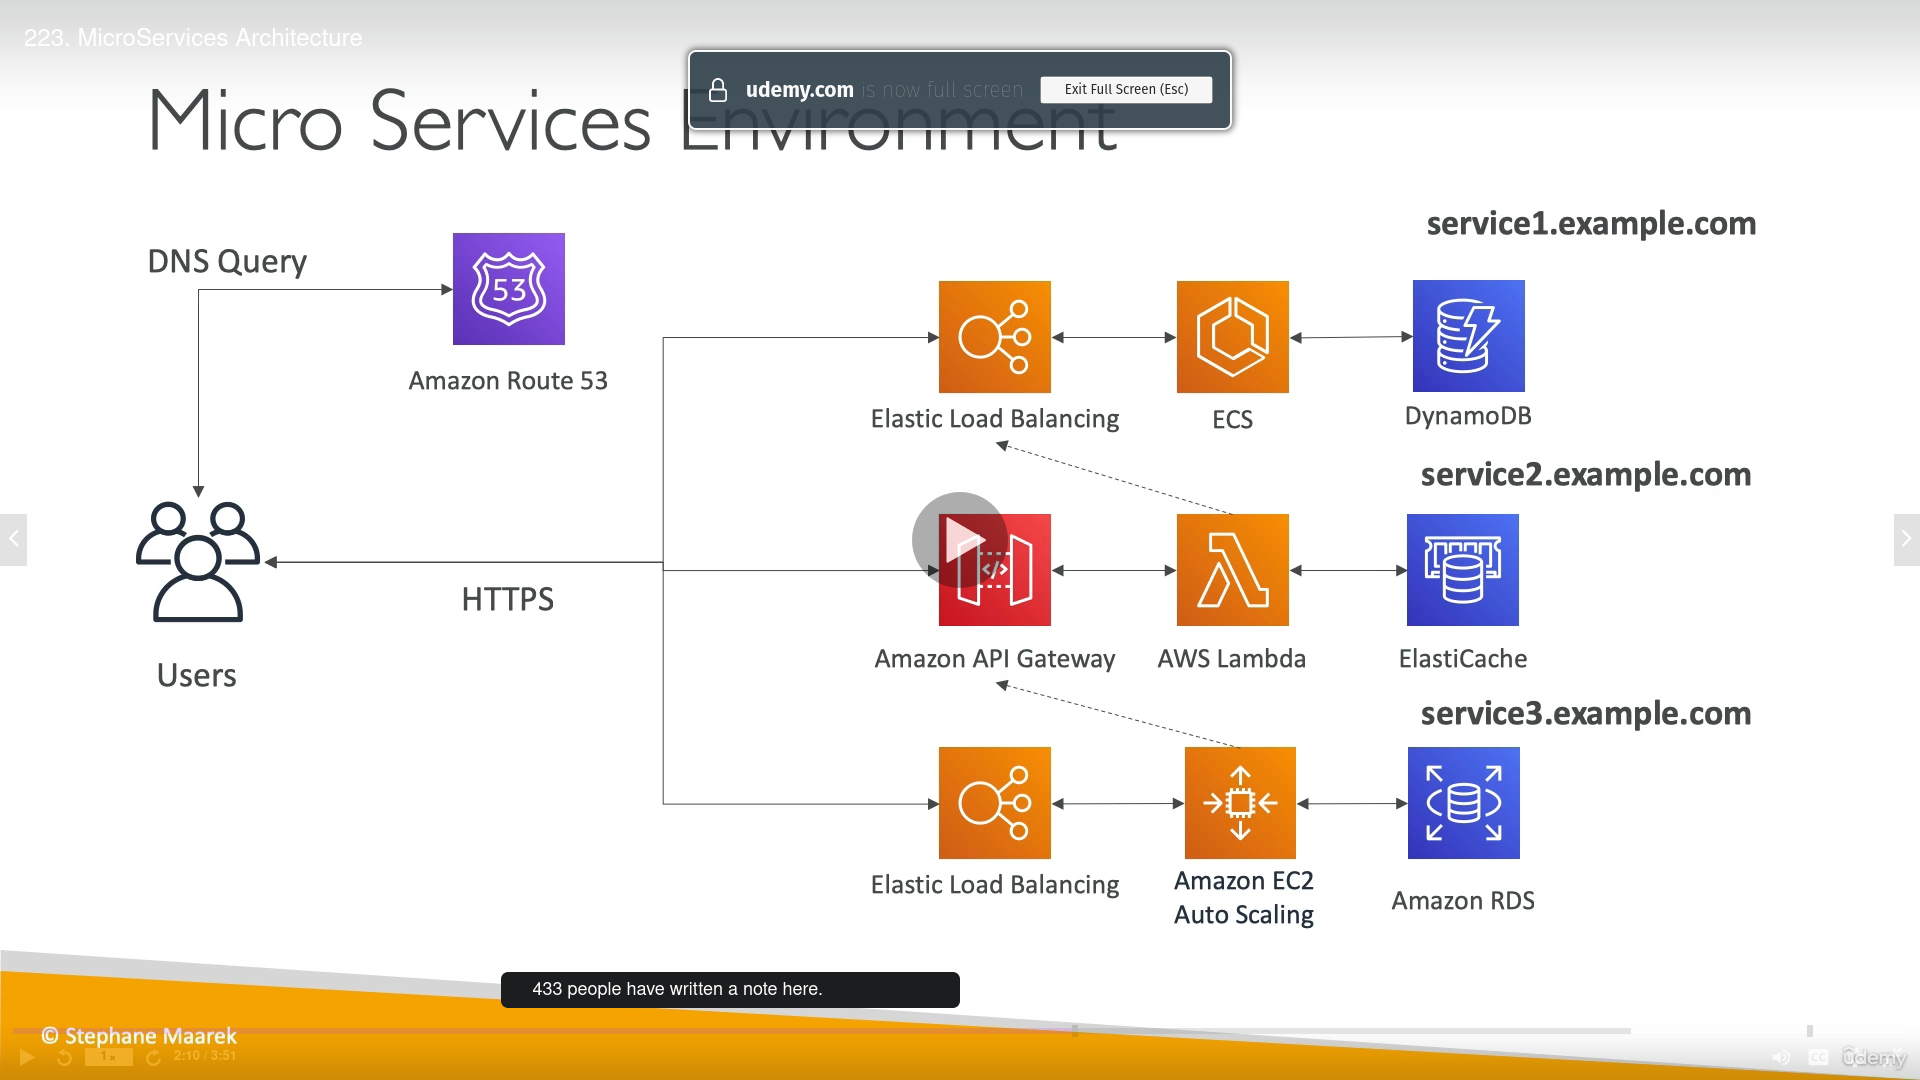 223. MicroServices Architecture
udemy.com is now full screen
Exit Full Screen (Esc)
Micro Services Environment
service1.example.com
DNS Query
53
Amazon Route 53
Elastic Load Balancing
ECS
DynamoDB
service2.example.com
</>
HTTPS
Users
Amazon API Gateway
AWS Lambda
ElastiCache
service3.example.com
Elastic Load Balancing
Amazon EC2
Auto Scaling
Amazon RDS
433 people have written a note here.
© Stephane Maarek
1x
2:10 / 3:51
CC
ûdemy